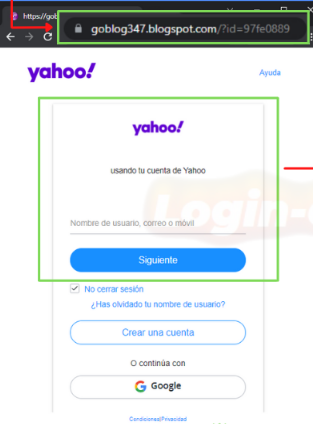 https://gob
goblog347.blogspot.com/?id=97fe0889
yahoo!
Ayuda
yahoo!
usando tu cuenta de Yahoo
Nombre de usuario, correo o móvil
Siguiente
No cerrar sesión
¿Has olvidado tu nombre de usuario?
Crear una cuenta
O continúa con
Google
Condiciones|Privacidad
Login-